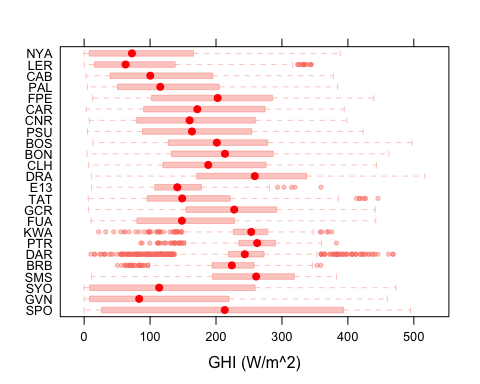 NYA
LER
CAB
PAL
FPE
CAR
CNR
PSU
BOS
BON
CLH
DRA
E13
TAT
GCR
FUA
KWA
PTR
DAR
BRB
SMS
SYO
GVN
SPO
0 100 200 300 400 500
GHI (W/m^2)